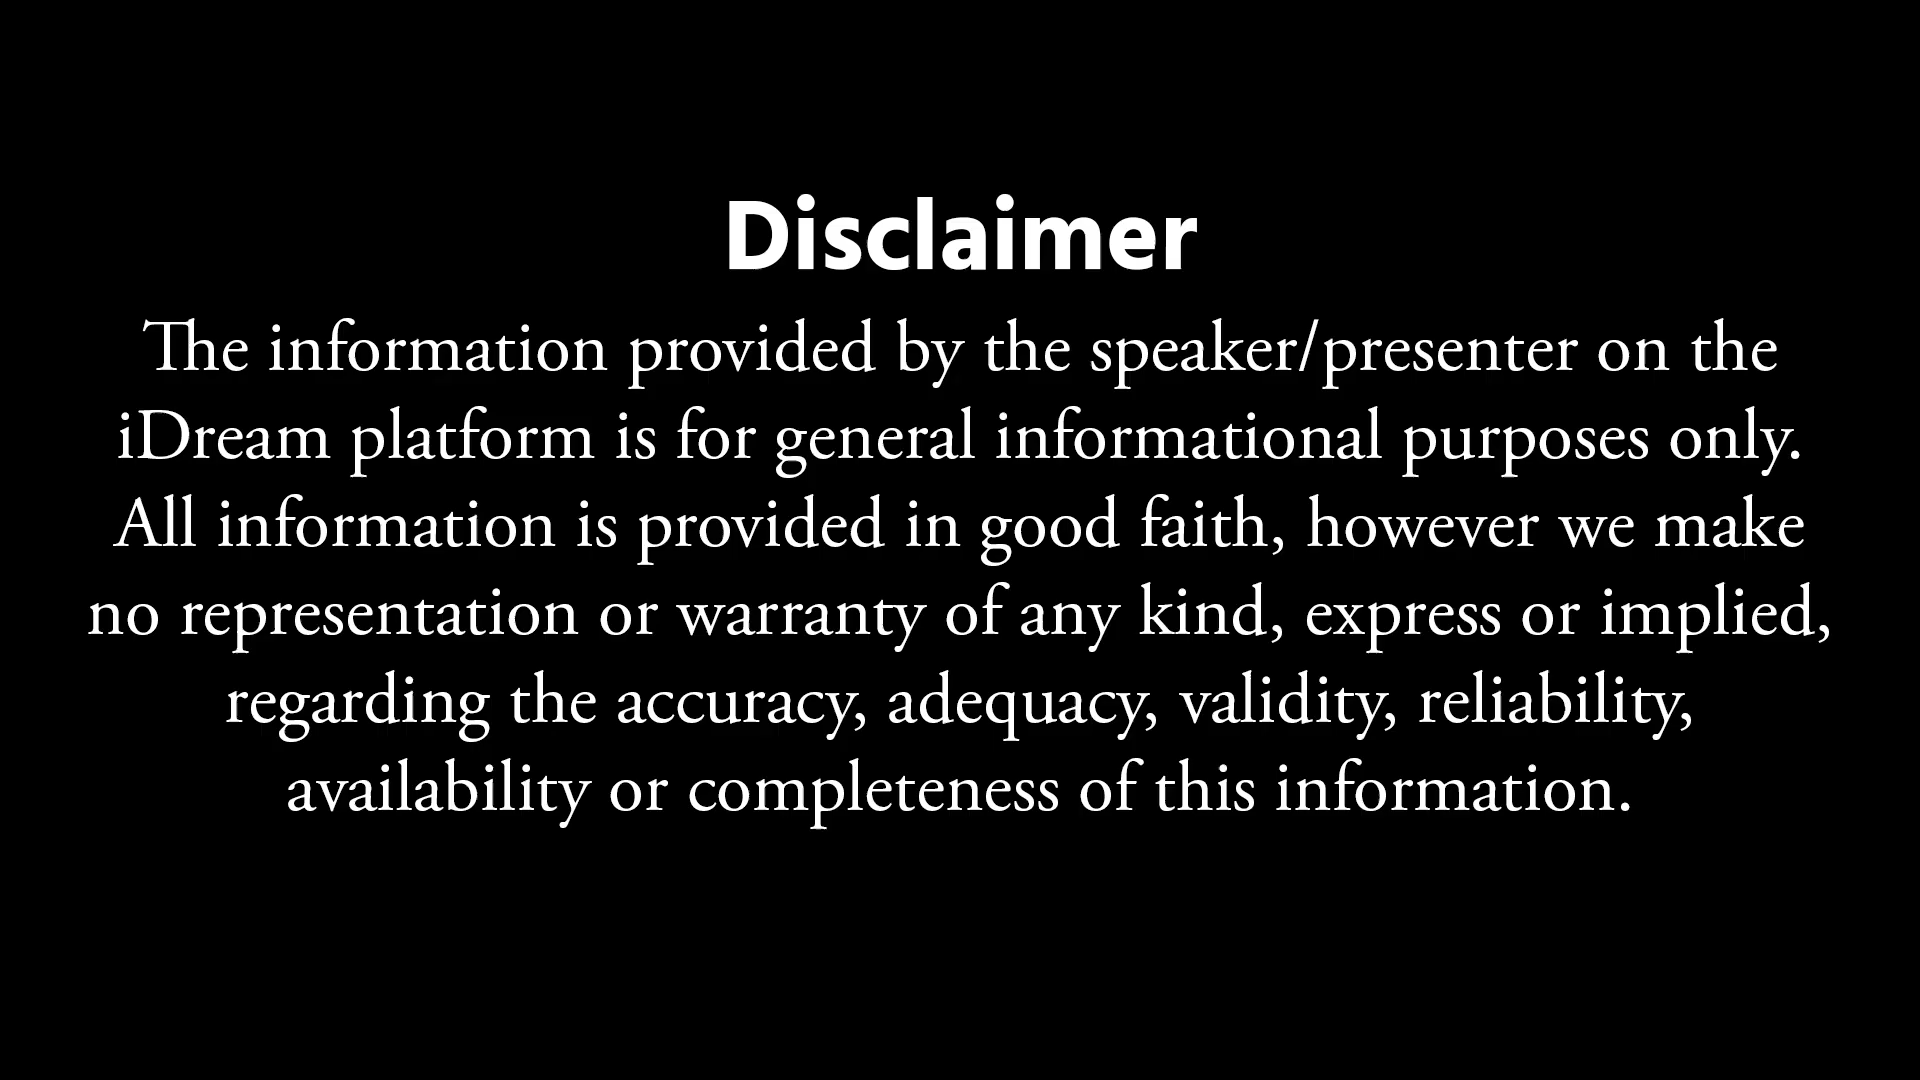 Disclaimer
The information provided by the speaker/presenter on the
iDream platform is for general informational purposes only.
All information is provided in good faith, however we make
no representation or warranty of any kind, express or implied,
regarding the accuracy, adequacy, validity, reliability,
availability or completeness of this information.